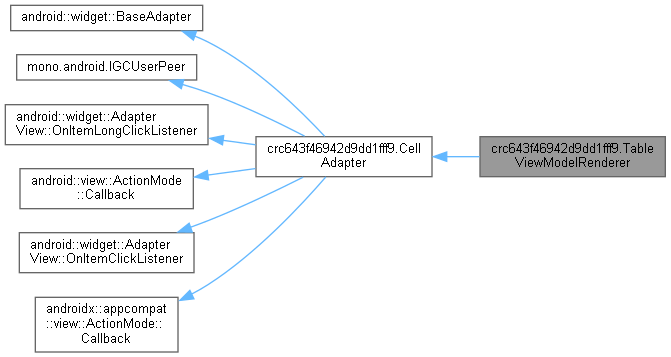 android::widget::BaseAdapter
mono.android.IGCUserPeer
android::widget::Adapter
View::OnItemLongClickListener
android::view::ActionMode
::Callback
android::widget::Adapter
View::OnItemClickListener
androidx::appcompat
::view::ActionMode::
Callback
crc643f46942d9dd1fff9.Cell
Adapter
crc643f46942d9dd1fff9.Table
ViewModelRenderer